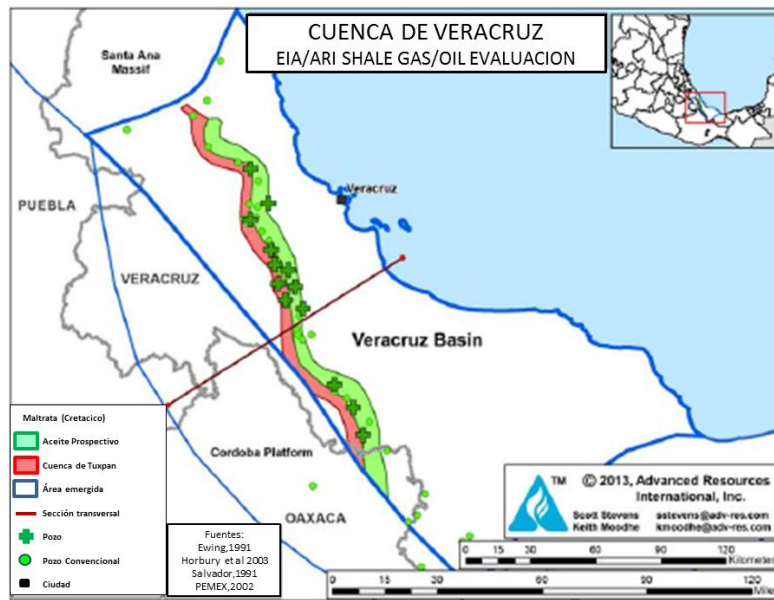 CUENCA DE VERACRUZ
EIA/ARI SHALE GAS/OIL EVALUACION
Santa Ana
Massif
PUEBLA
VERACRUZ
Veracruz
Veracruz Basin
Cordoba Platform
OAXACA
Maltrata (Cretacico)
Aceite Prospectivo
Cuenca de Tuxpan
Área emergida
Sección transversal
Pozo
Pozo Convencional
Ciudad
Fuentes:
Ewing,1991
Horbury et al 2003
Salvador,1991
PEMEX,2002
TM © 2013, Advanced Resources
International, Inc.
Scott Stevens sstevens@adv-res.com
Keith Moodhe kmoodhe@adv-res.com
0 15 30 60 90 120
Kilometer
0 15 30 60 90 120
Mile